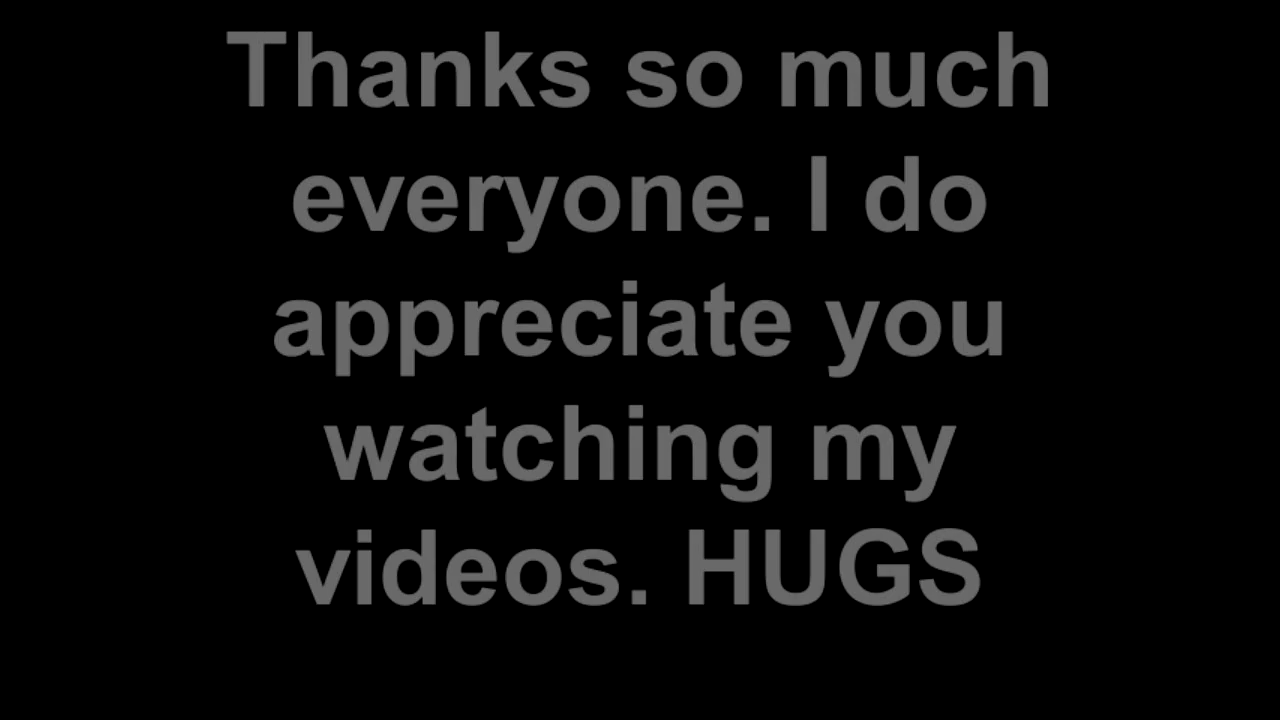 Thanks so much
everyone. I do
appreciate you
watching my
videos. HUGS